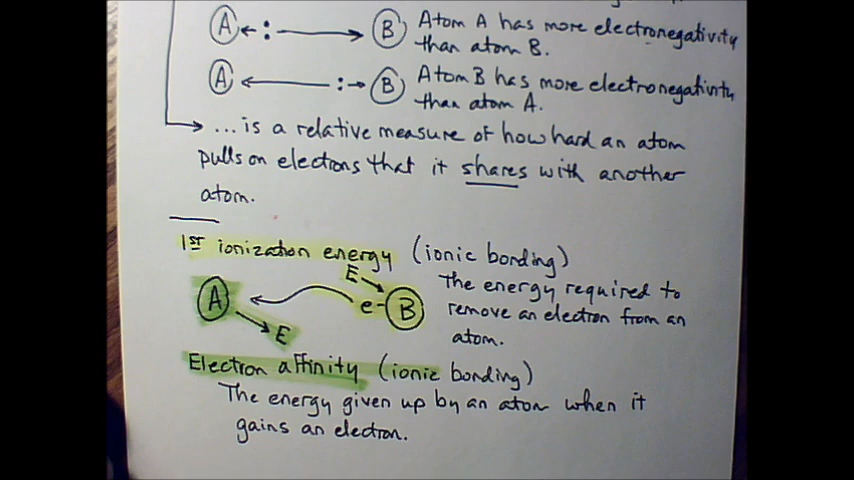 A : B Atom A has more electronegativity
than atom B.
A : B Atom B has more electronegativity
than atom A.
... is a relative measure of how hard an atom
pulls on electrons that it shares with another
atom.
1ST ionization energy (ionic bonding)
E The energy required to
A e- B remove an electron from an
E atom.
Electron affinity (ionic bonding)
The energy given up by an atom when it
gains an electron.